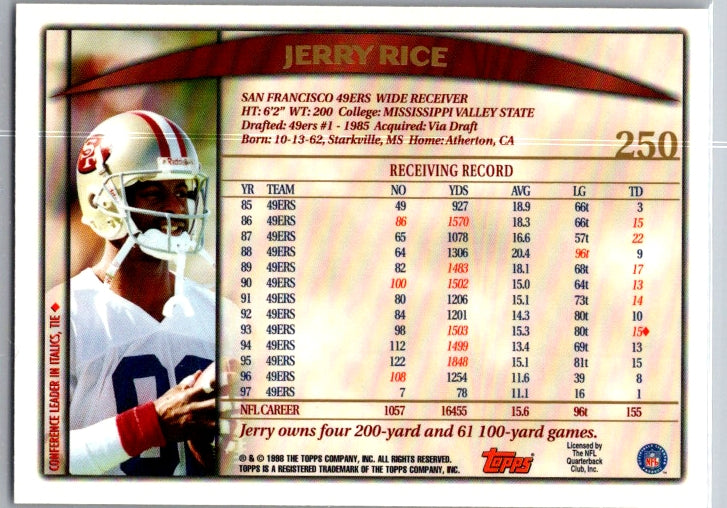 JERRY RICE
SAN FRANCISCO 49ERS WIDE RECEIVER
HT: 6'2" WT: 200 College: MISSISSIPPI VALLEY STATE
Drafted: 49ers #1 - 1985 Acquired: Via Draft
Born: 10-13-62, Starkville, MS Home: Atherton, CA
250
RECEIVING RECORD
YR TEAM NO YDS AVG LG TD
85 49ERS 49 927 18.9 66t 3
86 49ERS 86 1570 18.3 66t 15
87 49ERS 65 1078 16.6 57t 22
88 49ERS 64 1306 20.4 96t 9
89 49ERS 82 1483 18.1 68t 17
90 49ERS 100 1502 15.0 64t 13
91 49ERS 80 1206 15.1 73t 14
92 49ERS 84 1201 14.3 80t 10
93 49ERS 98 1503 15.3 80t 15♦
94 49ERS 112 1499 13.4 69t 13
95 49ERS 122 1848 15.1 81t 15
96 49ERS 108 1254 11.6 39 8
97 49ERS 7 78 11.1 16 1
NFL CAREER 1057 16455 15.6 96t 155
Jerry owns four 200-yard and 61 100-yard games.
® & © 1998 THE TOPPS COMPANY, INC. ALL RIGHTS RESERVED.
TOPPS IS A REGISTERED TRADEMARK OF THE TOPPS COMPANY, INC.
Topps
Licensed by
The NFL
Quarterback
Club, Inc.
NFL
CONFERENCE LEADER IN ITALICS, TIE ♦
Riddell